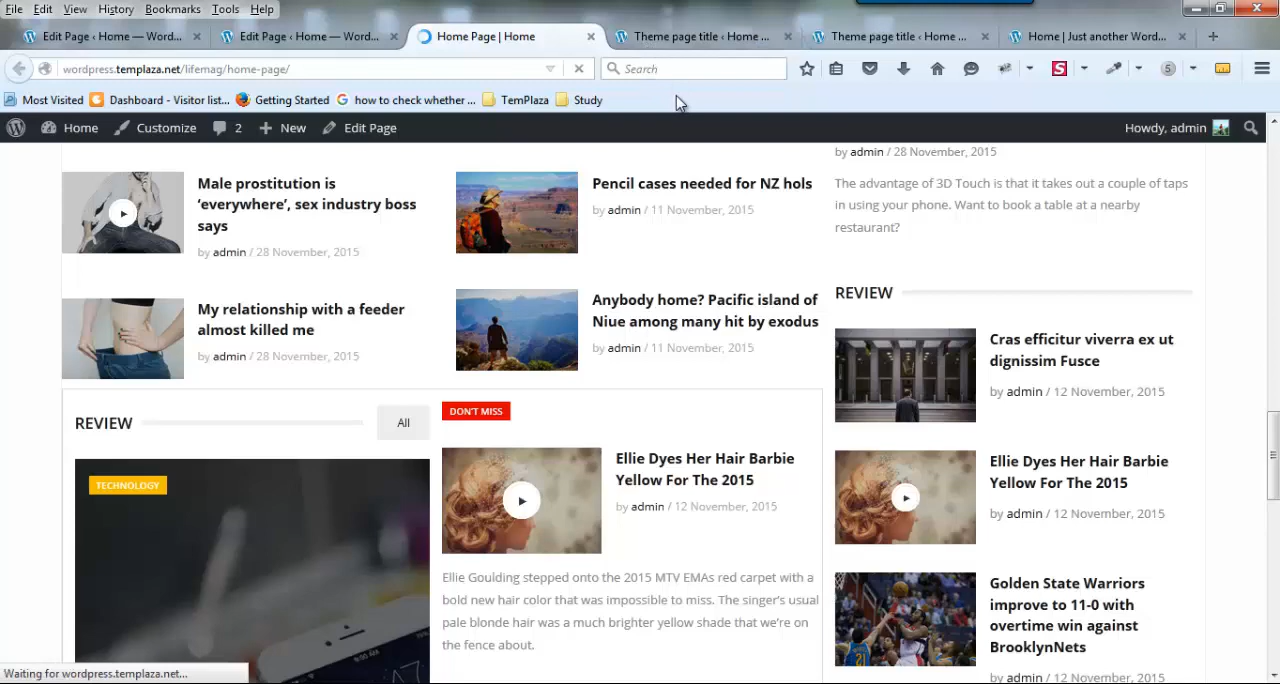 File Edit View History Bookmarks Tools Help
Edit Page ‹ Home — Word...
Edit Page ‹ Home — Word...
Home Page | Home
Theme page title ‹ Home ...
Theme page title ‹ Home ...
Home | Just another Word...
wordpress.templaza.net/lifemag/home-page/
Search
S
5
Most Visited
Dashboard - Visitor list...
Getting Started
how to check whether ...
TemPlaza
Study
Home
Customize
2
New
Edit Page
Howdy, admin
Male prostitution is
‘everywhere’, sex industry boss
says
by admin / 28 November, 2015
My relationship with a feeder
almost killed me
by admin / 28 November, 2015
Pencil cases needed for NZ hols
by admin / 11 November, 2015
Anybody home? Pacific island of
Niue among many hit by exodus
by admin / 11 November, 2015
by admin / 28 November, 2015
The advantage of 3D Touch is that it takes out a couple of taps
in using your phone. Want to book a table at a nearby
restaurant?
REVIEW
All
TECHNOLOGY
DON'T MISS
Ellie Dyes Her Hair Barbie
Yellow For The 2015
by admin / 12 November, 2015
Ellie Goulding stepped onto the 2015 MTV EMAs red carpet with a
bold new hair color that was impossible to miss. The singer's usual
pale blonde hair was a much brighter yellow shade that we're on
the fence about.
REVIEW
Cras efficitur viverra ex ut
dignissim Fusce
by admin / 12 November, 2015
Ellie Dyes Her Hair Barbie
Yellow For The 2015
by admin / 12 November, 2015
Golden State Warriors
improve to 11-0 with
overtime win against
BrooklynNets
by admin / 12 November, 2015
Waiting for wordpress.templaza.net...